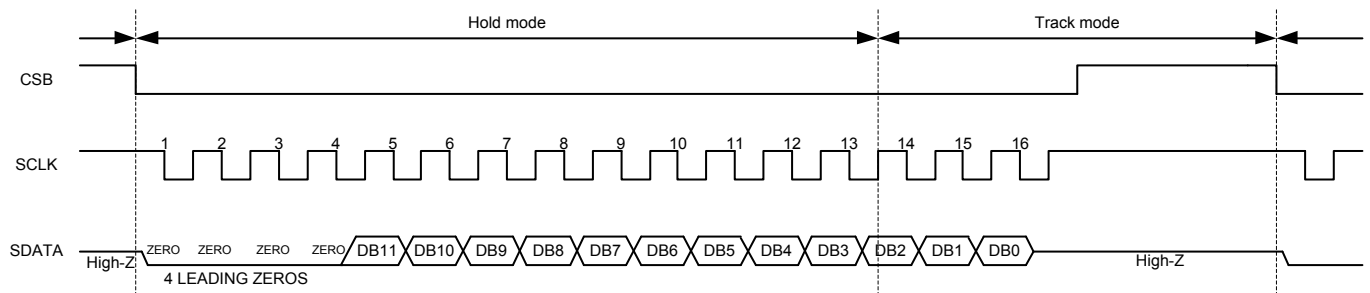 Hold mode Track mode
CSB
1 2 3 4 5 6 7 8 9 10 11 12 13 14 15 16
SCLK
SDATA ZERO ZERO ZERO ZERO DB11 DB10 DB9 DB8 DB7 DB6 DB5 DB4 DB3 DB2 DB1 DB0
High-Z High-Z
4 LEADING ZEROS